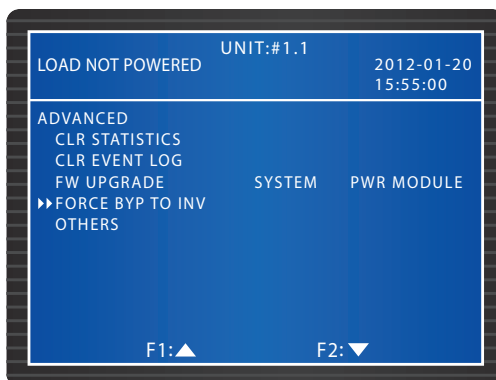 UNIT:#1.1
LOAD NOT POWERED 2012-01-20
15:55:00
ADVANCED
CLR STATISTICS
CLR EVENT LOG
FW UPGRADE SYSTEM PWR MODULE
FORCE BYP TO INV
OTHERS
F1: F2: